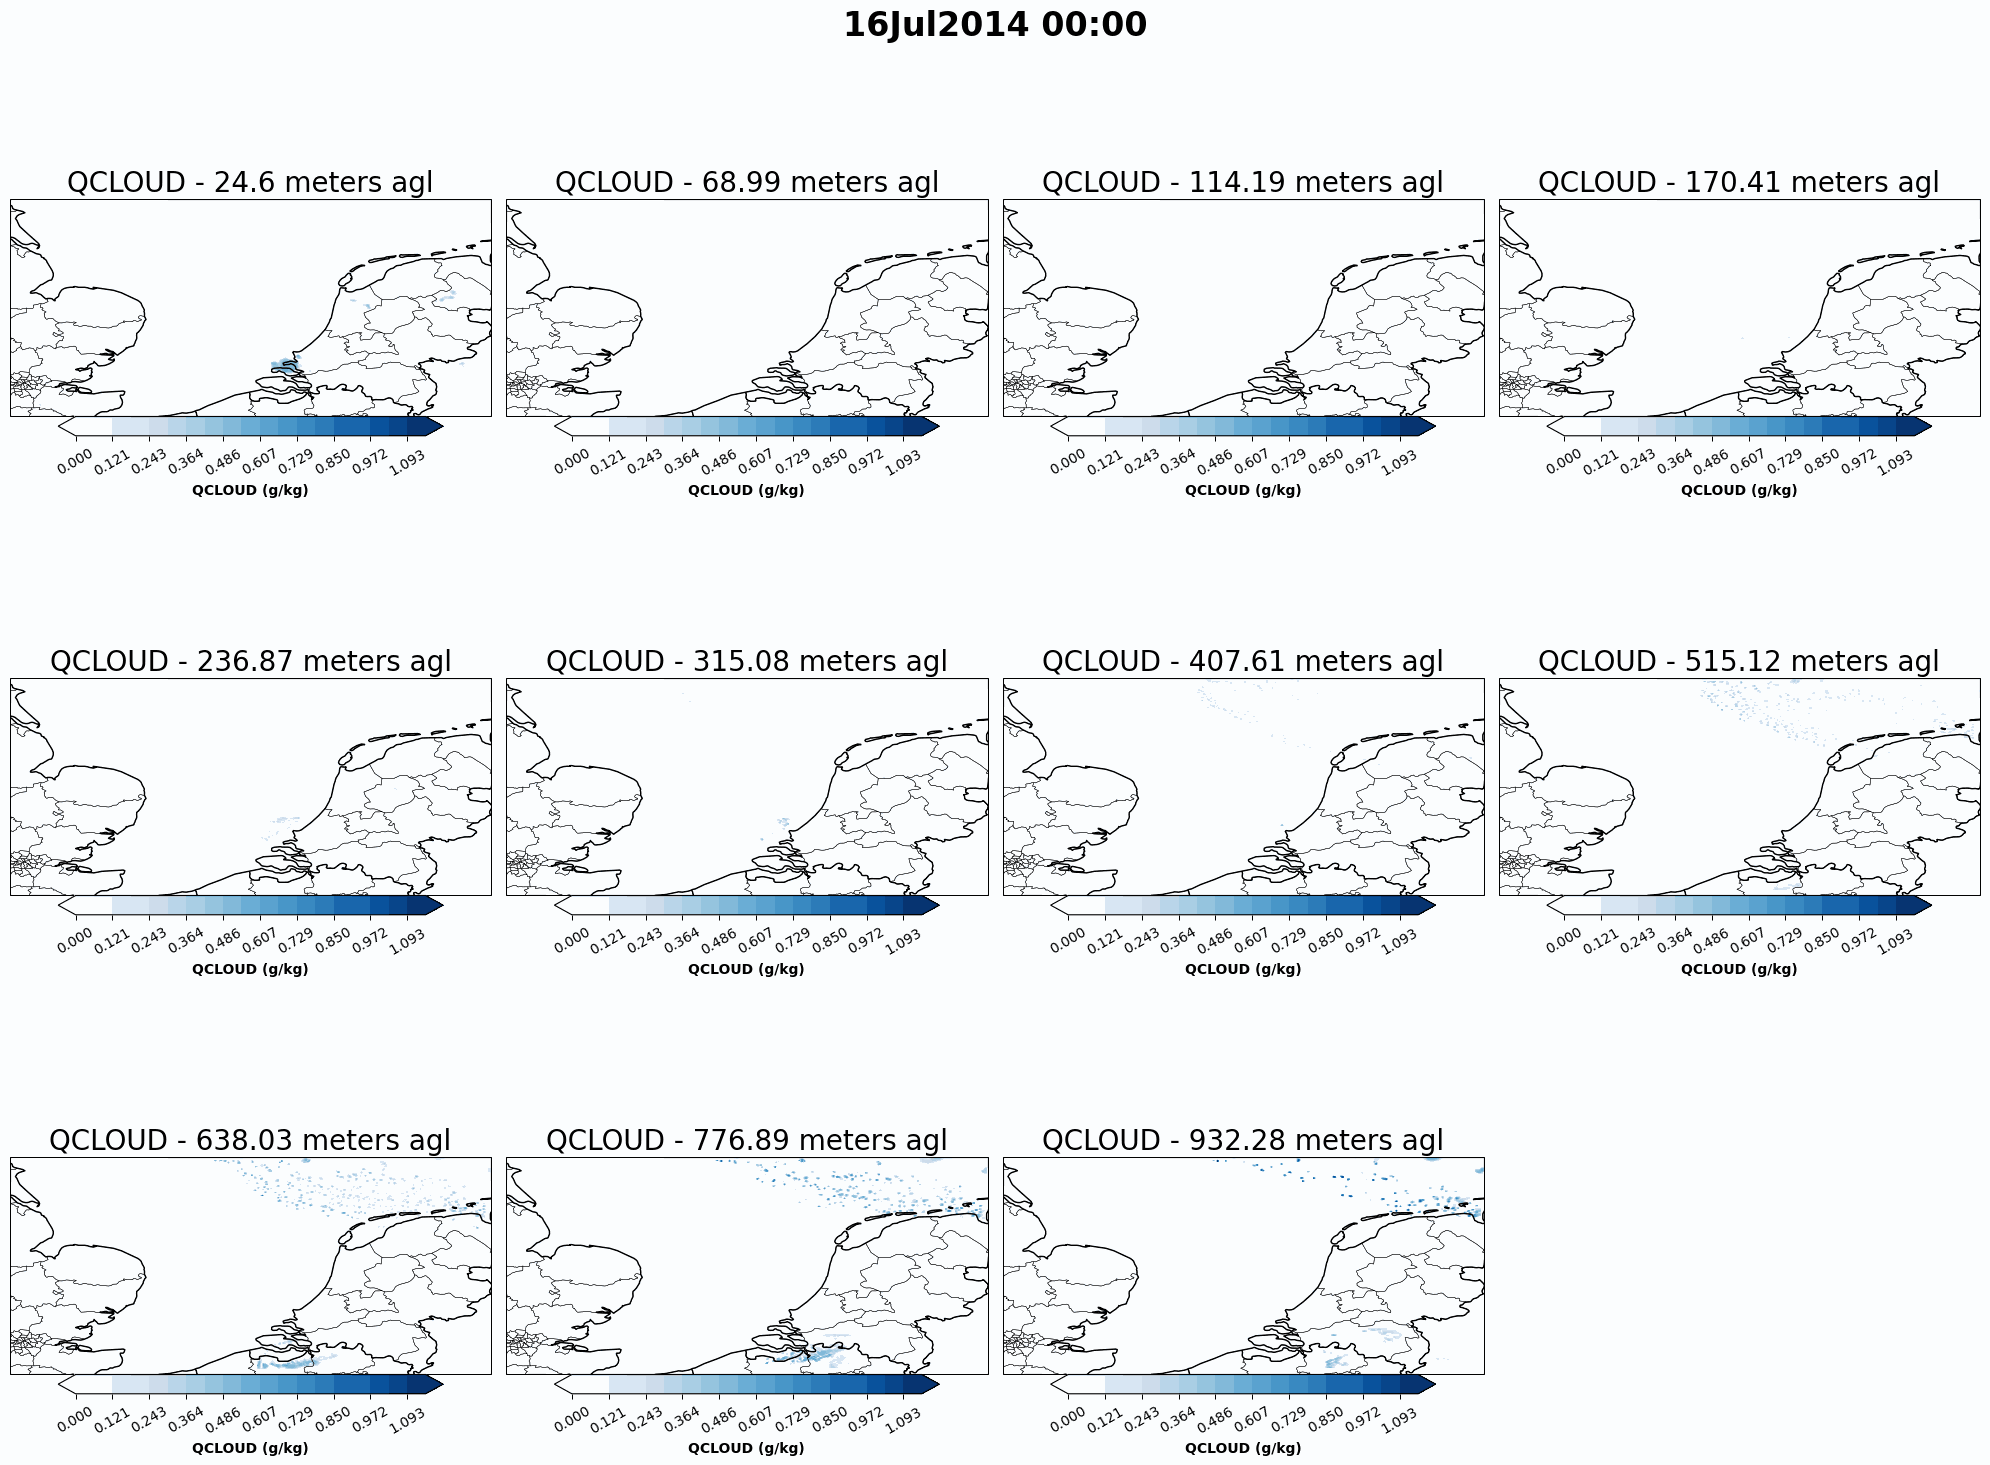 16Jul2014 00:00
QCLOUD - 24.6 meters agl
QCLOUD - 68.99 meters agl
QCLOUD - 114.19 meters agl
QCLOUD - 170.41 meters agl
0.000 0.121 0.243 0.364 0.486 0.607 0.729 0.850 0.972 1.093
0.000 0.121 0.243 0.364 0.486 0.607 0.729 0.850 0.972 1.093
0.000 0.121 0.243 0.364 0.486 0.607 0.729 0.850 0.972 1.093
0.000 0.121 0.243 0.364 0.486 0.607 0.729 0.850 0.972 1.093
QCLOUD (g/kg)
QCLOUD (g/kg)
QCLOUD (g/kg)
QCLOUD (g/kg)
QCLOUD - 236.87 meters agl
QCLOUD - 315.08 meters agl
QCLOUD - 407.61 meters agl
QCLOUD - 515.12 meters agl
0.000 0.121 0.243 0.364 0.486 0.607 0.729 0.850 0.972 1.093
0.000 0.121 0.243 0.364 0.486 0.607 0.729 0.850 0.972 1.093
0.000 0.121 0.243 0.364 0.486 0.607 0.729 0.850 0.972 1.093
0.000 0.121 0.243 0.364 0.486 0.607 0.729 0.850 0.972 1.093
QCLOUD (g/kg)
QCLOUD (g/kg)
QCLOUD (g/kg)
QCLOUD (g/kg)
QCLOUD - 638.03 meters agl
QCLOUD - 776.89 meters agl
QCLOUD - 932.28 meters agl
0.000 0.121 0.243 0.364 0.486 0.607 0.729 0.850 0.972 1.093
0.000 0.121 0.243 0.364 0.486 0.607 0.729 0.850 0.972 1.093
0.000 0.121 0.243 0.364 0.486 0.607 0.729 0.850 0.972 1.093
QCLOUD (g/kg)
QCLOUD (g/kg)
QCLOUD (g/kg)